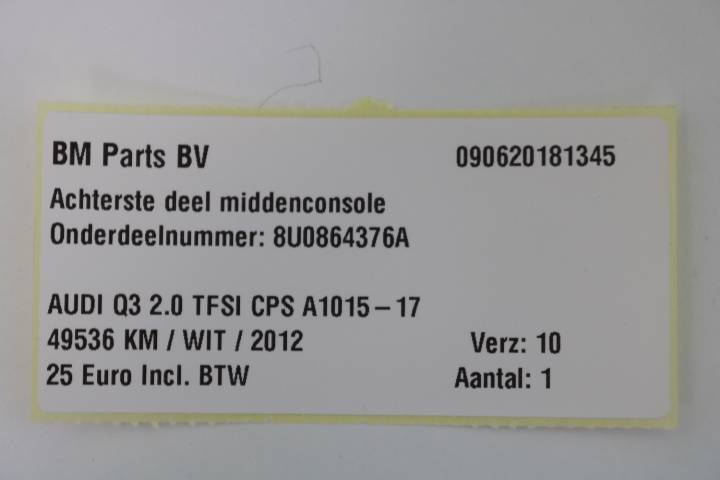 BM Parts BV 090620181345
Achterste deel middenconsole
Onderdeelnummer: 8U0864376A
AUDI Q3 2.0 TFSI CPS A1015-17
49536 KM / WIT / 2012 Verz: 10
25 Euro Incl. BTW Aantal: 1